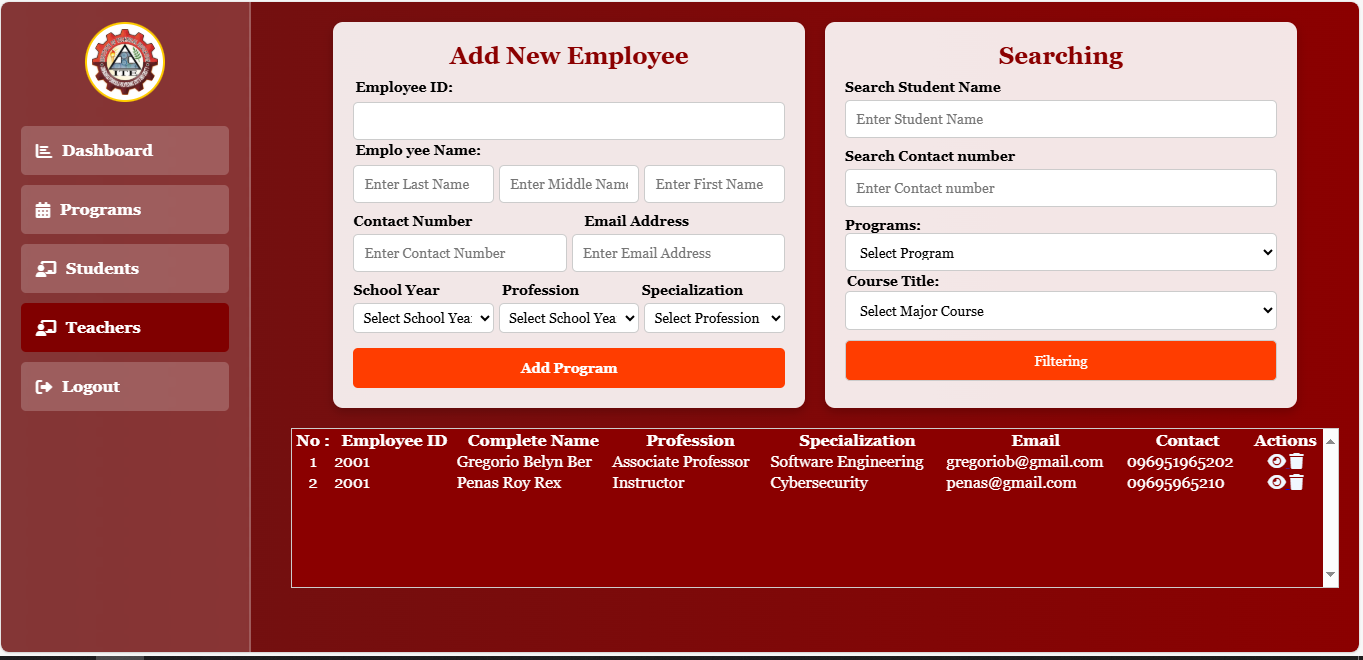 Dashboard
Programs
Students
Teachers
Logout
Add New Employee
Employee ID:
Emplo yee Name:
Enter Last Name Enter Middle Name Enter First Name
Contact Number Email Address
Enter Contact Number Enter Email Address
School Year Profession Specialization
Select School Year Select School Year Select Profession
Add Program
Searching
Search Student Name
Enter Student Name
Search Contact number
Enter Contact number
Programs:
Select Program
Course Title:
Select Major Course
Filtering
No : Employee ID Complete Name Profession Specialization Email Contact Actions
1 2001 Gregorio Belyn Ber Associate Professor Software Engineering gregoriob@gmail.com 096951965202
2 2001 Penas Roy Rex Instructor Cybersecurity penas@gmail.com 09695965210